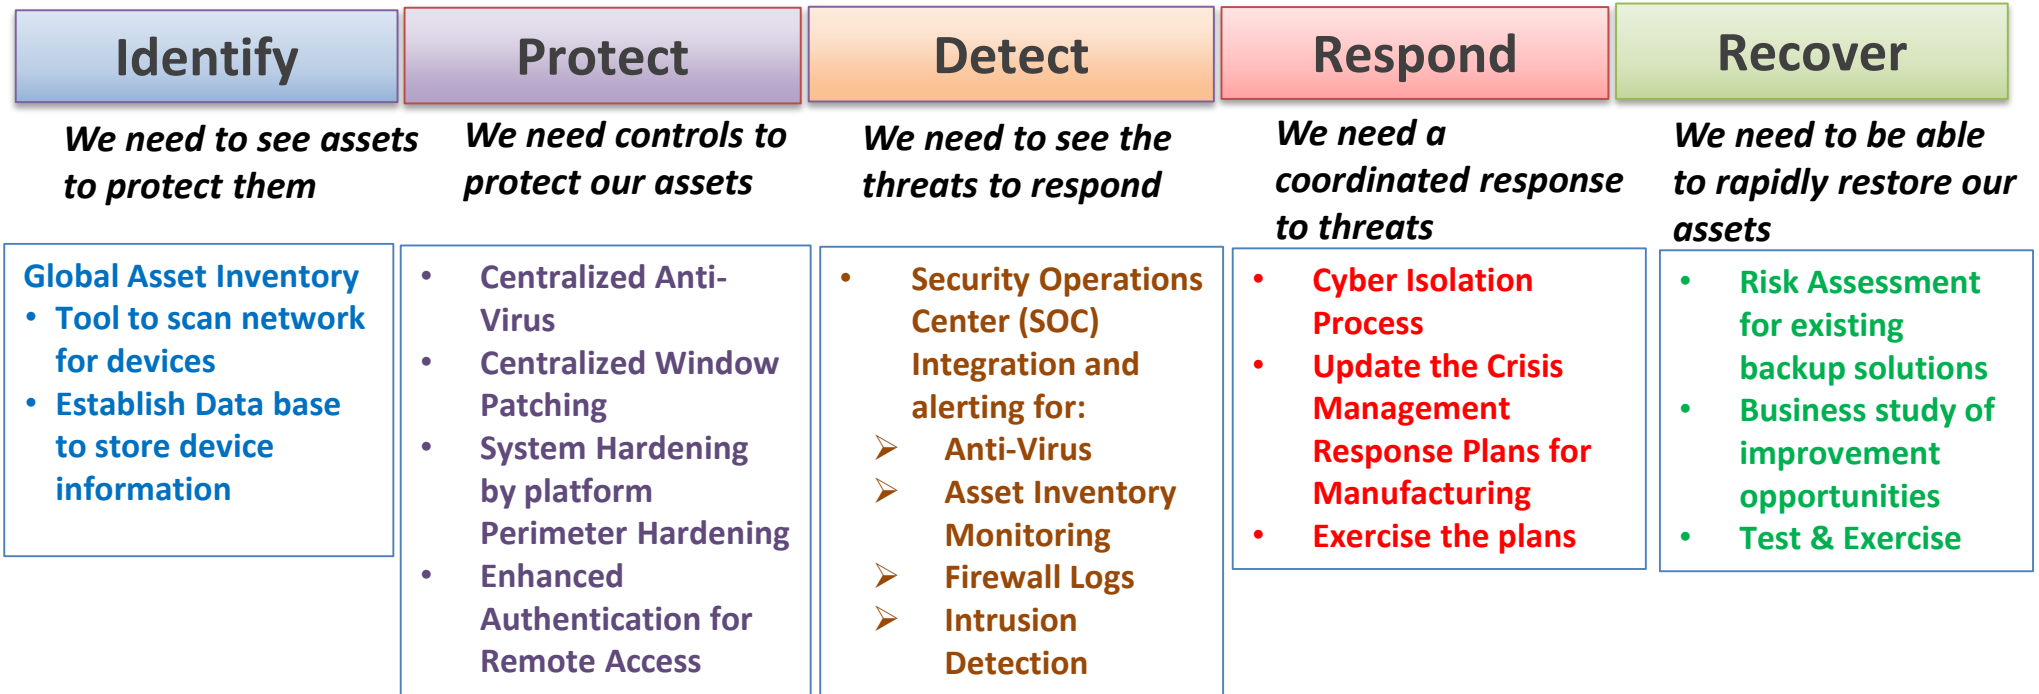 Identify
Protect
Detect
Respond
Recover
We need to see assets
to protect them
We need controls to
protect our assets
We need to see the
threats to respond
We need a
coordinated response
to threats
We need to be able
to rapidly restore our
assets
Global Asset Inventory
• Tool to scan network
for devices
• Establish Data base
to store device
information
• Centralized Anti-
Virus
• Centralized Window
Patching
• System Hardening
by platform
Perimeter Hardening
• Enhanced
Authentication for
Remote Access
• Security Operations
Center (SOC)
Integration and
alerting for:
➢ Anti-Virus
➢ Asset Inventory
Monitoring
➢ Firewall Logs
➢ Intrusion
Detection
• Cyber Isolation
Process
• Update the Crisis
Management
Response Plans for
Manufacturing
• Exercise the plans
• Risk Assessment
for existing
backup solutions
• Business study of
improvement
opportunities
• Test & Exercise